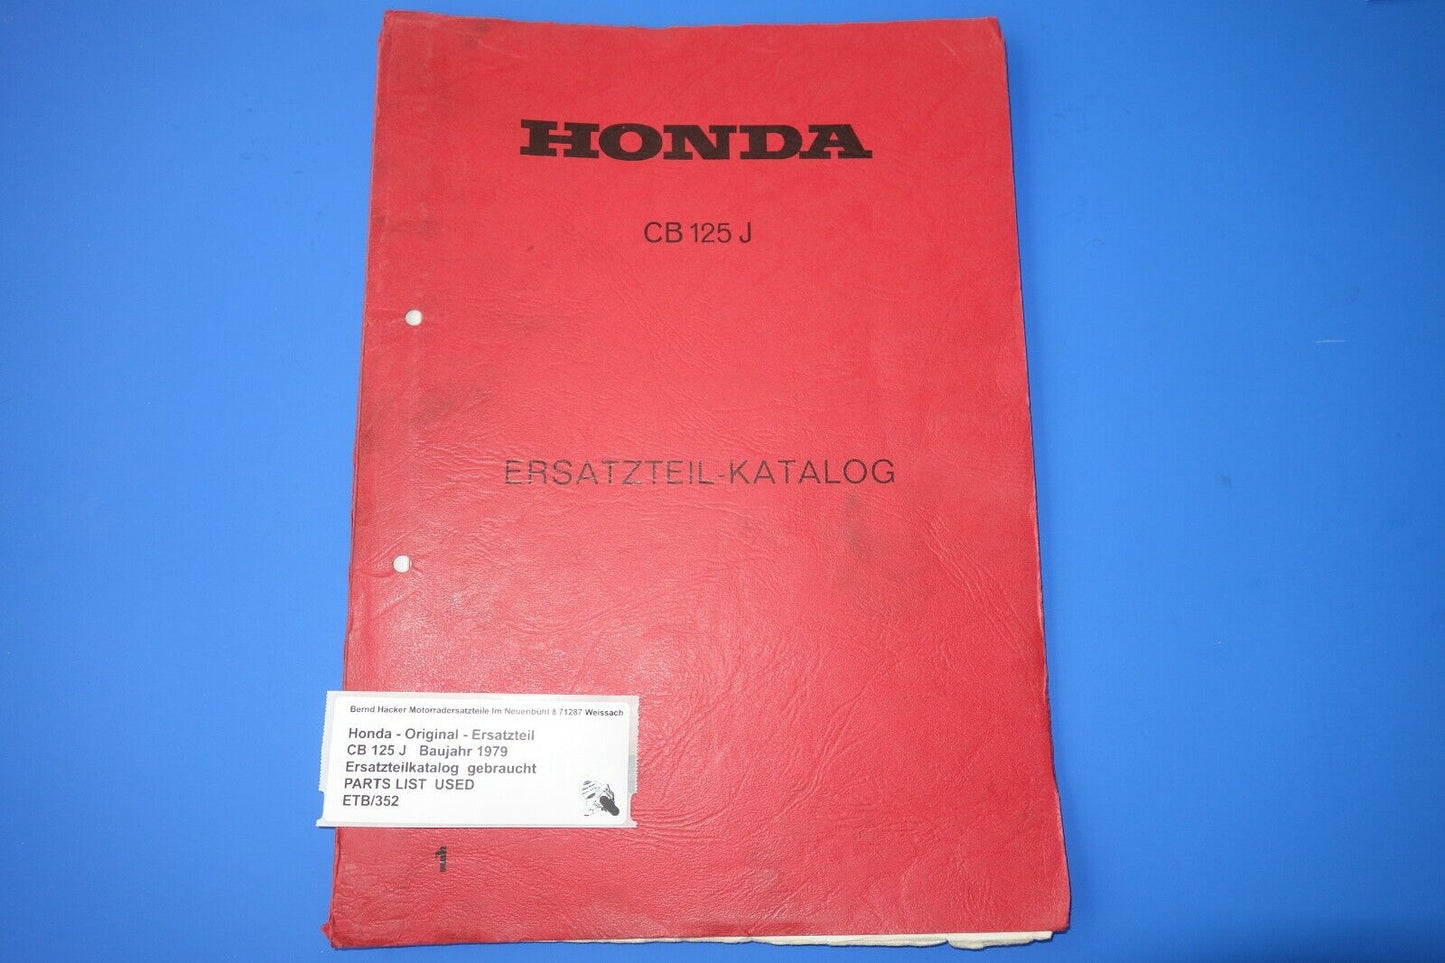 HONDA
CB 125 J
ERSATZTEIL-KATALOG
Bernd Hacker Motorradersatzteile Im Neuenbühl 8 71287 Weissach
Honda - Original - Ersatzteil
CB 125 J Baujahr 1979
Ersatzteilkatalog gebraucht
PARTS LIST USED
ETB/352